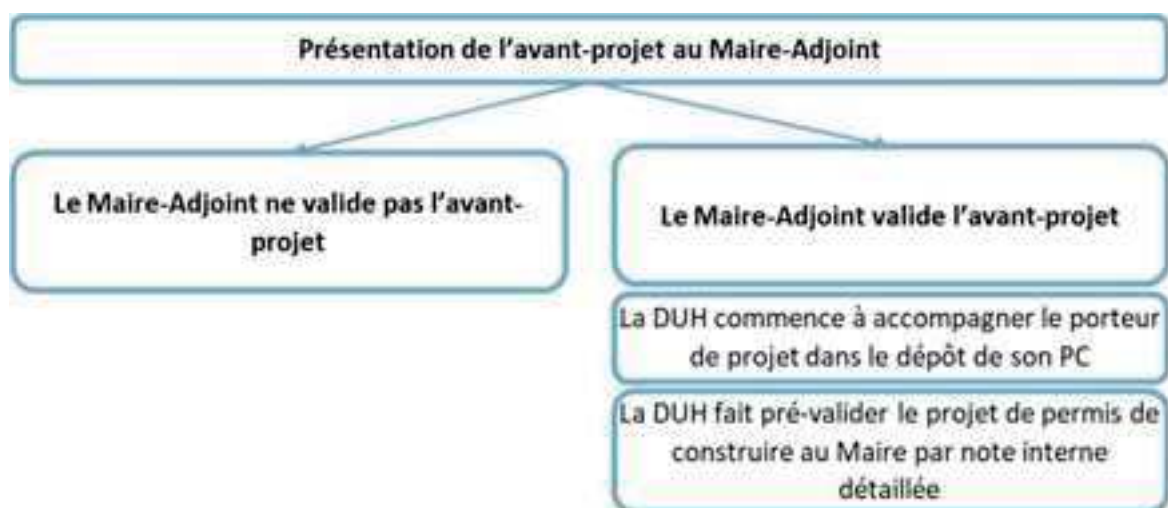 Présentation de l'avant-projet au Maire-Adjoint
Le Maire-Adjoint ne valide pas l'avant-
projet
Le Maire-Adjoint valide l'avant-projet
La DUH commence à accompagner le porteur
de projet dans le dépôt de son PC
La DUH fait pré-valider le projet de permis de
construire au Maire par note interne
détaillée